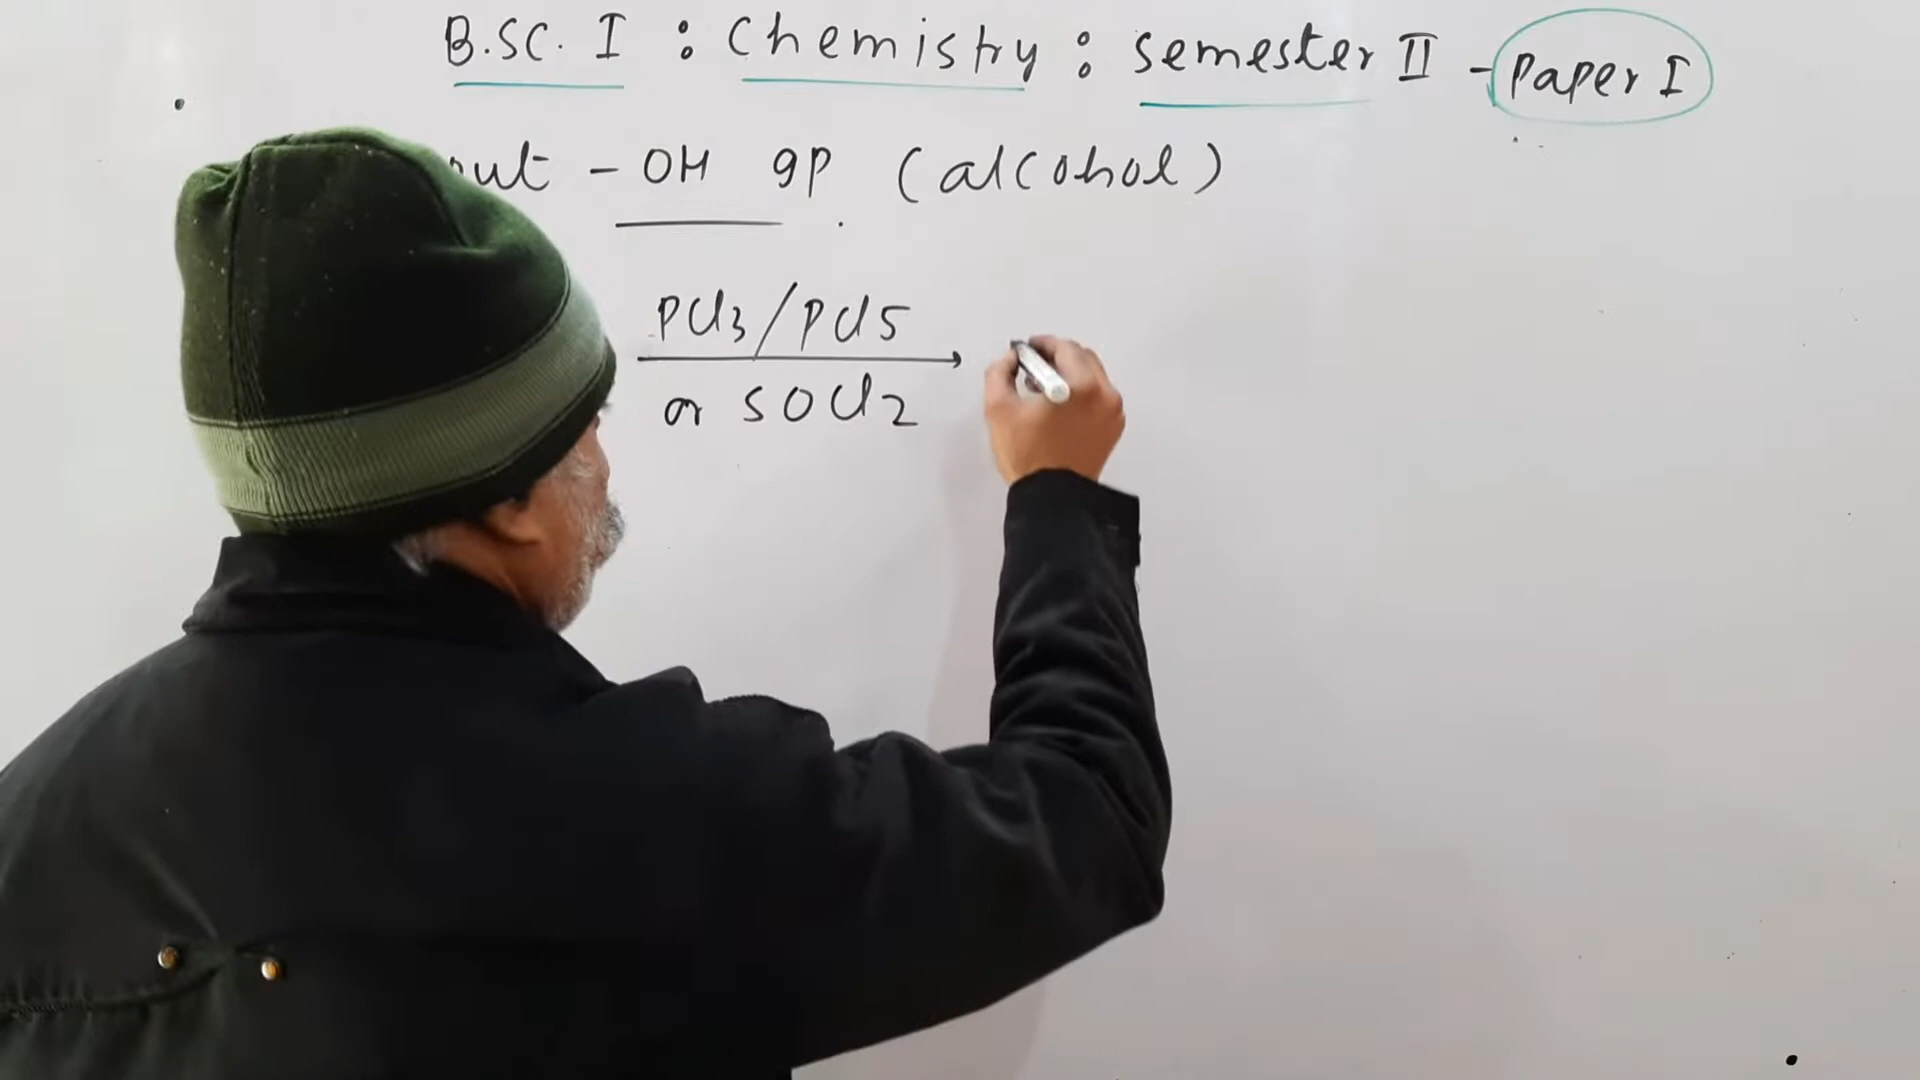 B.SC. I : Chemistry : Semester II - Paper I
- OH gp (alcohol)
PCl3/PCl5
or SOCl2